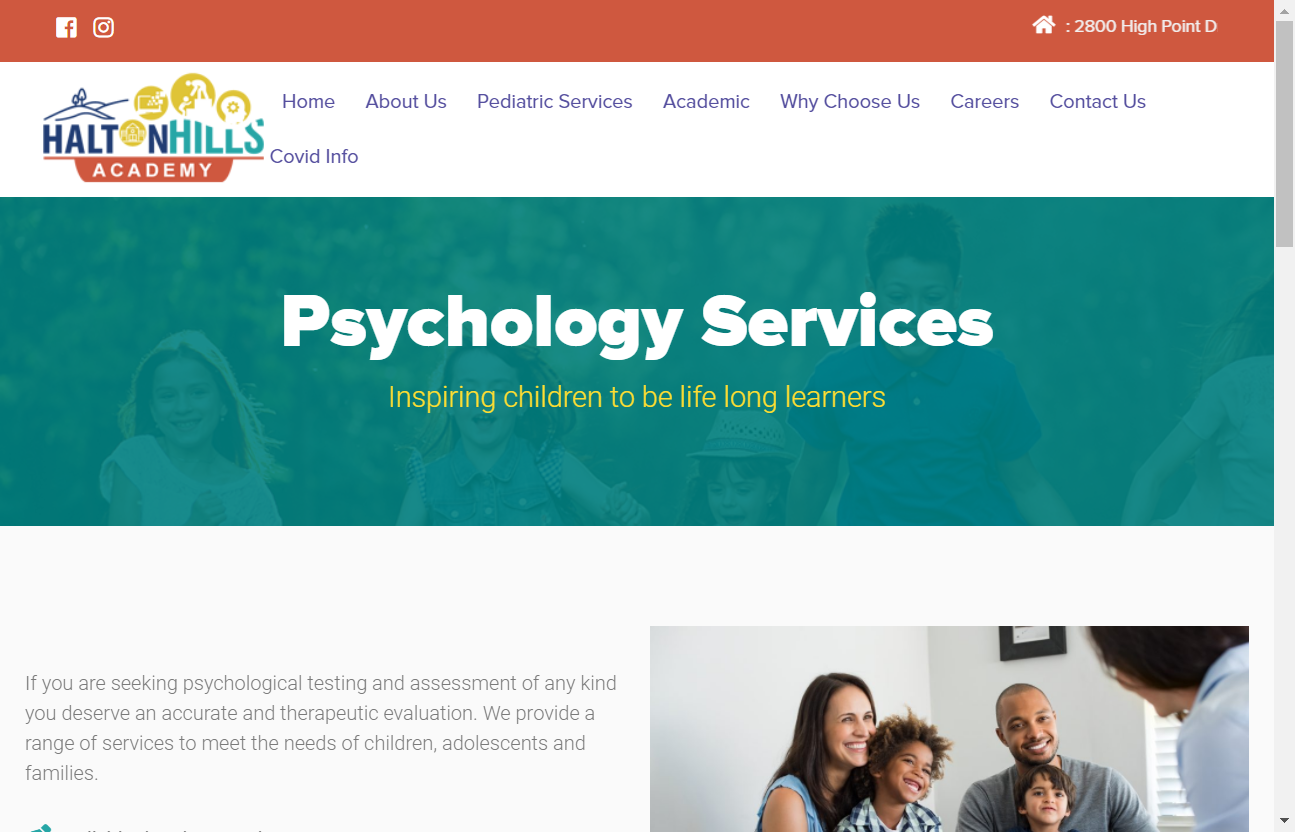 : 2800 High Point D
HALTONHILLS
ACADEMY
Home About Us Pediatric Services Academic Why Choose Us Careers Contact Us
Covid Info
Psychology Services
Inspiring children to be life long learners
If you are seeking psychological testing and assessment of any kind
you deserve an accurate and therapeutic evaluation. We provide a
range of services to meet the needs of children, adolescents and
families.